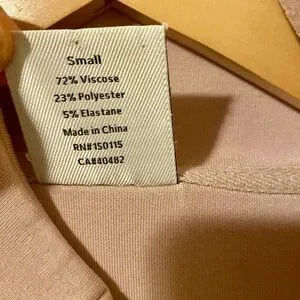 Small
72% Viscose
23% Polyester
5% Elastane
Made in China
RN#150115
CA#40482